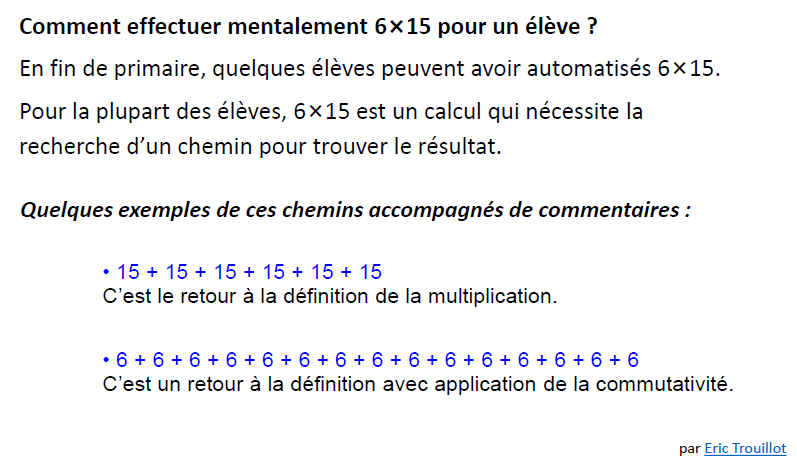 Comment effectuer mentalement 6×15 pour un élève ?
En fin de primaire, quelques élèves peuvent avoir automatisés 6×15.
Pour la plupart des élèves, 6×15 est un calcul qui nécessite la
recherche d’un chemin pour trouver le résultat.
Quelques exemples de ces chemins accompagnés de commentaires :
• 15 + 15 + 15 + 15 + 15 + 15
C’est le retour à la définition de la multiplication.
• 6 + 6 + 6 + 6 + 6 + 6 + 6 + 6 + 6 + 6 + 6 + 6 + 6 + 6 + 6
C’est un retour à la définition avec application de la commutativité.
par Eric Trouillot